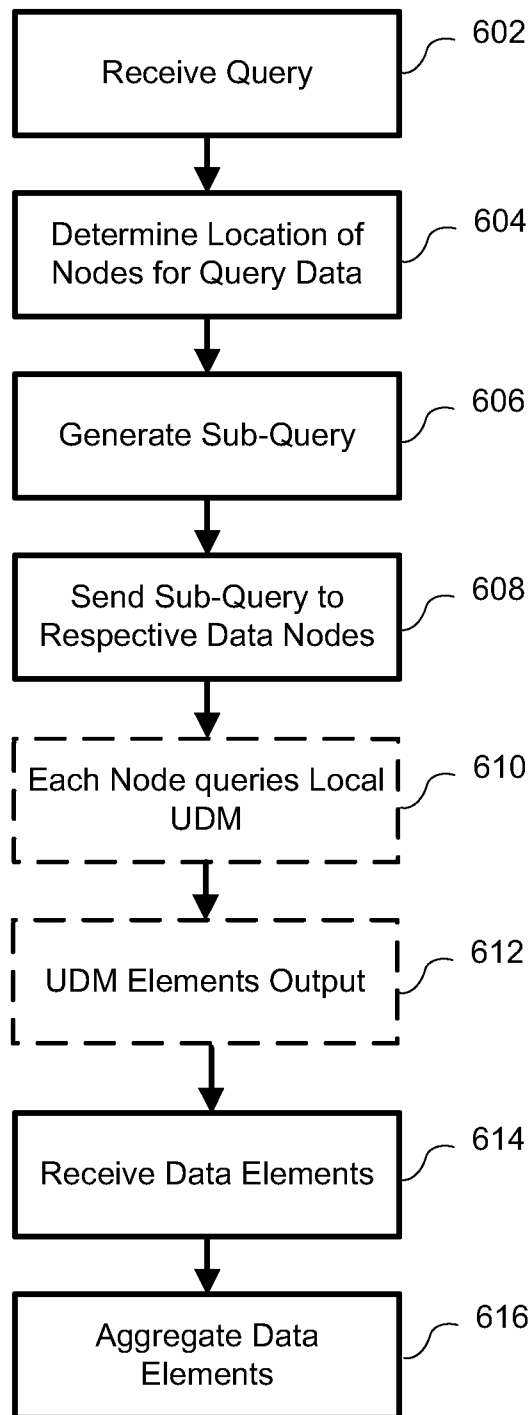 602
Receive Query
604
Determine Location of
Nodes for Query Data
606
Generate Sub-Query
608
Send Sub-Query to
Respective Data Nodes
610
Each Node queries Local
UDM
612
UDM Elements Output
614
Receive Data Elements
616
Aggregate Data
Elements